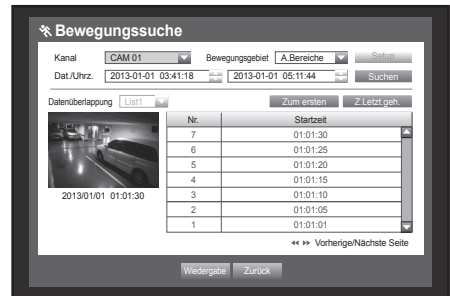 Bewegungssuche
Kanal CAM 01 Bewegungsgebiet A.Bereiche Setup
Dat./Uhrz. 2013-01-01 03:41:18 2013-01-01 05:11:44 Suchen
Datenüberlappung List1 Zum ersten Z.Letzt.geh.
Nr. Startzeit
7 01:01:30
6 01:01:25
5 01:01:20
4 01:01:15
3 01:01:10
2 01:01:05
1 01:01:01
2013/01/01 01:01:30
Vorherige/Nächste Seite
Wiedergabe Zurück